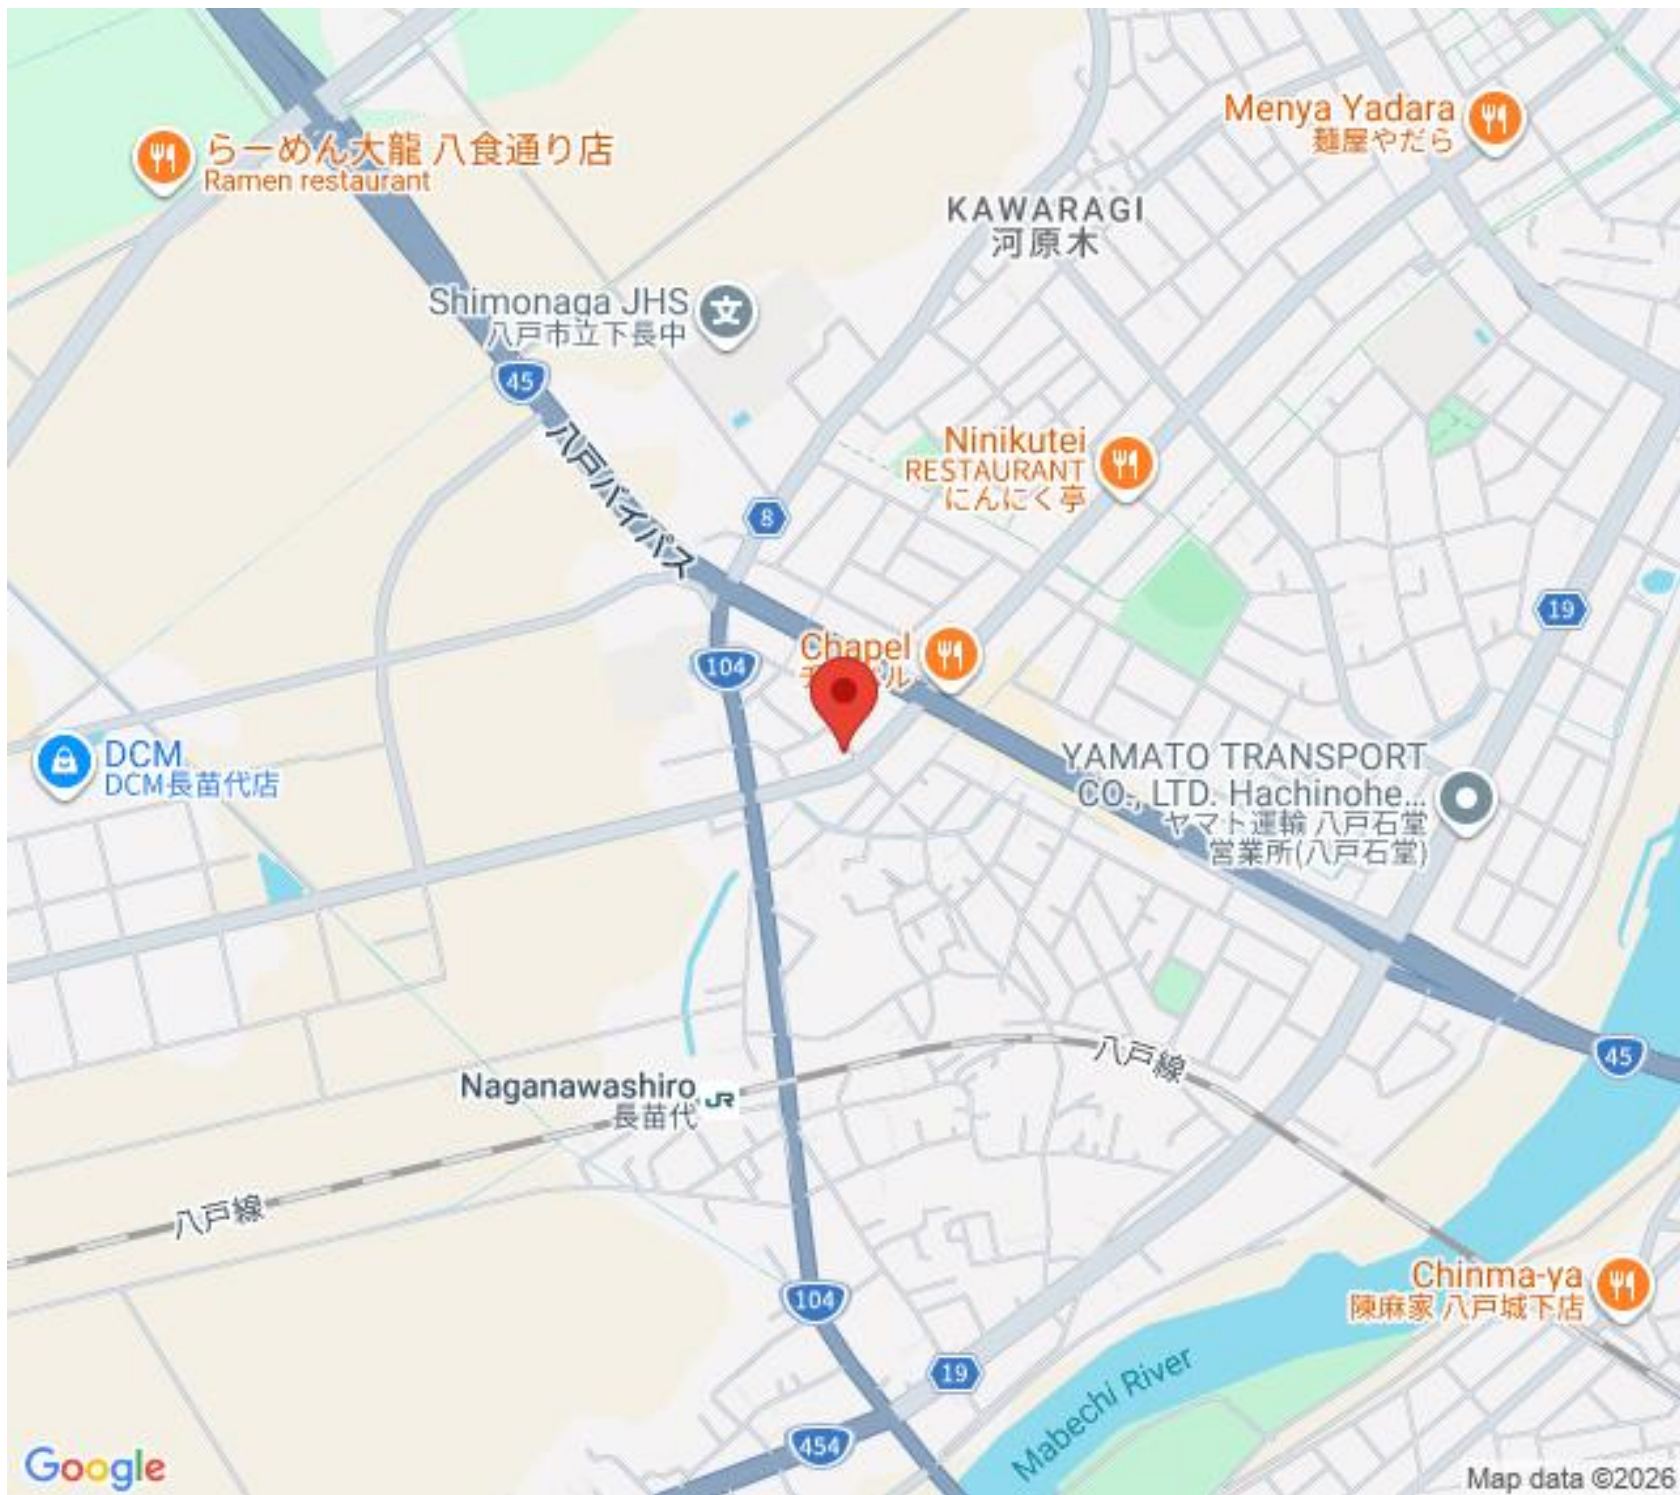 Menya Yadara
麺屋やだら
らーめん大龍 八食通り店
Ramen restaurant
KAWARAGI
河原木
Shimonaga JHS
八戸市立下長中
45
八戸バイパス
Ninikutei
RESTAURANT
にんにく亭
8
19
Chapel
104
DCM
DCM長苗代店
YAMATO TRANSPORT
CO., LTD. Hachinohe...
ヤマト運輸 八戸石堂
営業所(八戸石堂)
45
八戸線
Naganawashiro
JR
長苗代
八戸線
Chinma-ya
陳麻家 八戸城下店
104
19
Mabechi River
454
Google
Map data ©2026